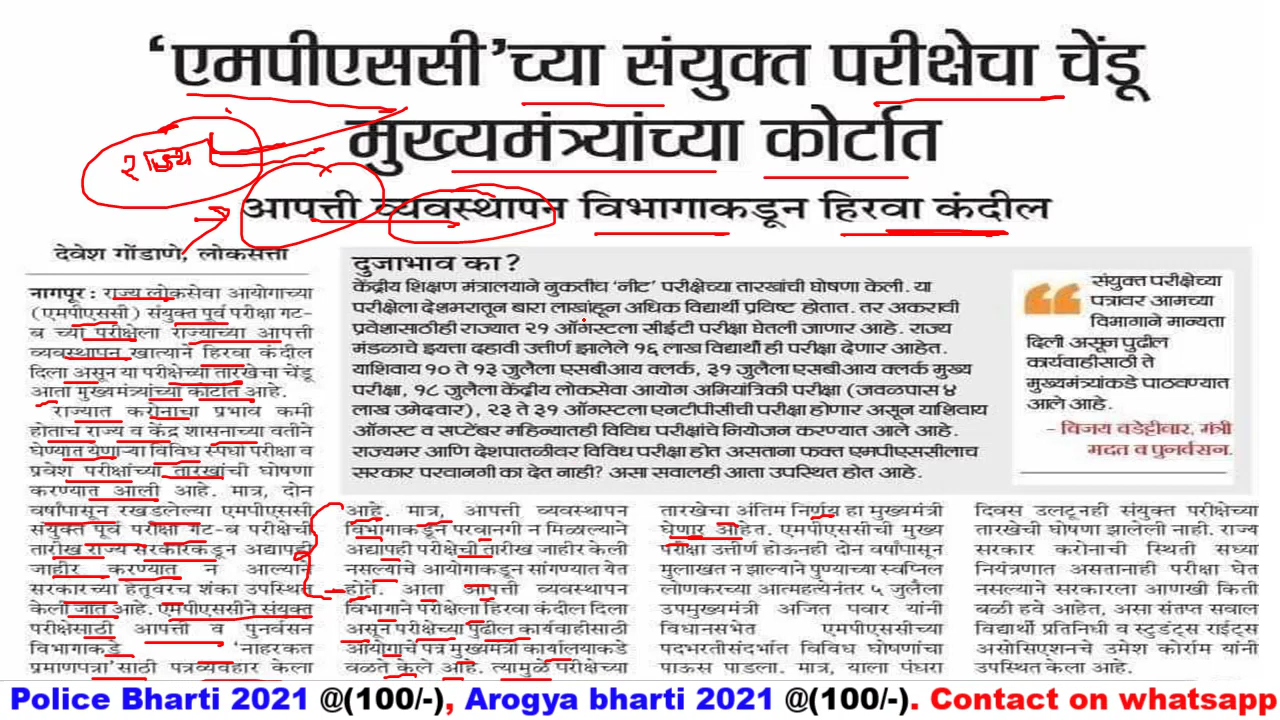 ‘एमपीएससी’च्या संयुक्त परीक्षेचा चेंडू
मुख्यमंत्र्यांच्या कोर्टात
आपत्ती व्यवस्थापन विभागाकडून हिरवा कंदील
देवेश गोंडाणे, लोकसत्ता
नागपूर : राज्य लोकसेवा आयोगाच्या
(एमपीएससी) संयुक्त पूर्व परीक्षा गट-
ब च्या परीक्षेला राज्याच्या आपत्ती
व्यवस्थापन खात्याने हिरवा कंदील
दिला असून या परीक्षेच्या तारखेचा चेंडू
आता मुख्यमंत्र्यांच्या कोर्टात आहे.
राज्यात करोनाचा प्रभाव कमी
होताच राज्य व केंद्र शासनाच्या वतीने
घेण्यात येणाऱ्या विविध स्पर्धा परीक्षा व
प्रवेश परीक्षांच्या तारखांची घोषणा
करण्यात आली आहे. मात्र, दोन
वर्षांपासून रखडलेल्या एमपीएससी
संयुक्त पूर्व परीक्षा गट-ब परीक्षेची
तारीख राज्य सरकारकडून अद्यापही
जाहीर करण्यात न आल्याने
सरकारच्या हेतूवरच शंका उपस्थित
केली जात आहे. एमपीएससीने संयुक्त
परीक्षेसाठी आपत्ती व पुनर्वसन
विभागाकडे ‘नाहरकत
प्रमाणपत्रा’साठी पत्रव्यवहार केला
दुजाभाव का?
केंद्रीय शिक्षण मंत्रालयाने नुकतीच ‘नीट’ परीक्षेच्या तारखांची घोषणा केली. या
परीक्षेला देशभरातून बारा लाखांहून अधिक विद्यार्थी प्रविष्ट होतात. तर अकरावी
प्रवेशासाठीही राज्यात २१ ऑगस्टला सीईटी परीक्षा घेतली जाणार आहे. राज्य
मंडळाचे इयत्ता दहावी उत्तीर्ण झालेले १६ लाख विद्यार्थी ही परीक्षा देणार आहेत.
याशिवाय १० ते १३ जुलैला एसबीआय क्लर्क, ३१ जुलैला एसबीआय क्लर्क मुख्य
परीक्षा, १८ जुलैला केंद्रीय लोकसेवा आयोग अभियांत्रिकी परीक्षा (जवळपास ४
लाख उमेदवार), २३ ते ३१ ऑगस्टला एनटीपीसीची परीक्षा होणार असून याशिवाय
ऑगस्ट व सप्टेंबर महिन्यातही विविध परीक्षांचे नियोजन करण्यात आले आहे.
राज्यभर आणि देशपातळीवर विविध परीक्षा होत असताना फक्त एमपीएससीलाच
सरकार परवानगी का देत नाही? असा सवालही आता उपस्थित होत आहे.
संयुक्त परीक्षेच्या
पत्रावर आमच्या
विभागाने मान्यता
दिली असून पुढील
कार्यवाहीसाठी ते
मुख्यमंत्र्यांकडे पाठवण्यात
आले आहे.
- विजय वडेट्टीवार, मंत्री
मदत व पुनर्वसन.
आहे. मात्र, आपत्ती व्यवस्थापन
विभागाकडून परवानगी न मिळाल्याने
अद्यापही परीक्षेची तारीख जाहीर केली
नसल्याचे आयोगाकडून सांगण्यात येत
होते. आता आपत्ती व्यवस्थापन
विभागाने परीक्षेला हिरवा कंदील दिला
असून परीक्षेच्या पुढील कार्यवाहीसाठी
आयोगाचे पत्र मुख्यमंत्री कार्यालयाकडे
वळते केले आहे. त्यामुळे परीक्षेच्या
तारखेचा अंतिम निर्णय हा मुख्यमंत्री
घेणार आहेत. एमपीएससीची मुख्य
परीक्षा उत्तीर्ण होऊनही दोन वर्षांपासून
मुलाखत न झाल्याने पुण्याच्या स्वप्निल
लोणकरच्या आत्महत्येनंतर ५ जुलैला
उपमुख्यमंत्री अजित पवार यांनी
विधानसभेत एमपीएससीच्या
पदभरतीसंदर्भात विविध घोषणांचा
पाऊस पाडला. मात्र, याला पंधरा
दिवस उलटूनही संयुक्त परीक्षेच्या
तारखेची घोषणा झालेली नाही. राज्य
सरकार करोनाची स्थिती सध्या
नियंत्रणात असतानाही परीक्षा घेत
नसल्याने सरकारला आणखी किती
बळी हवे आहेत, असा संतप्त सवाल
विद्यार्थी प्रतिनिधी व स्टुडंट्स राईट्स
असोसिएशनचे उमेश कोर्राम यांनी
उपस्थित केला आहे.
Police Bharti 2021 @(100/-), Arogya bharti 2021 @(100/-). Contact on whatsapp